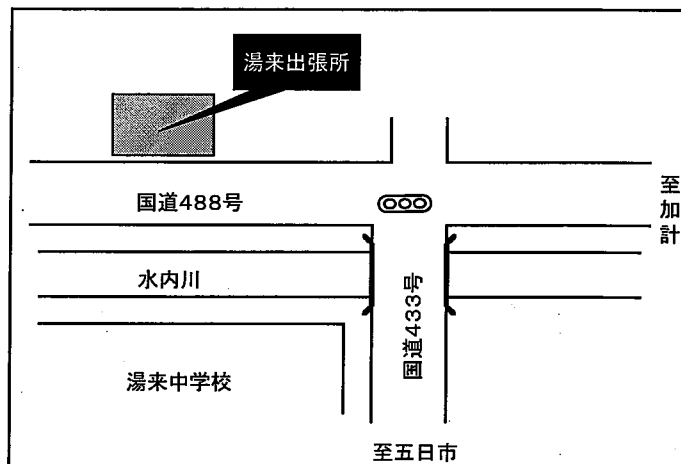 湯来出張所
国道488号
至加計
水内川
国道433号
湯来中学校
至五日市